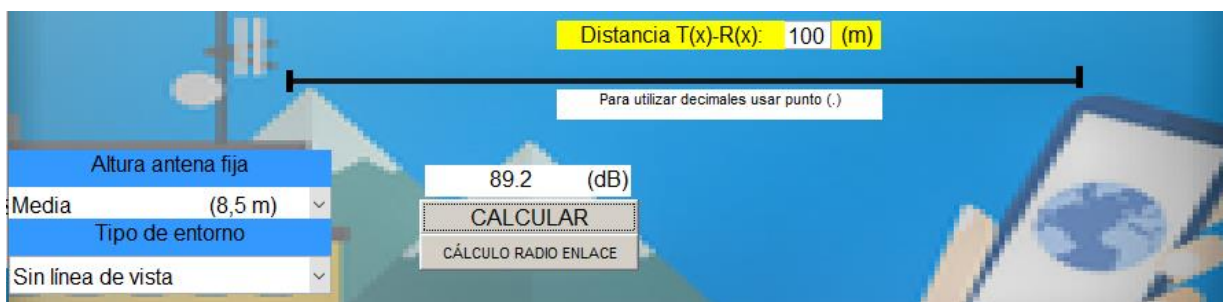 Distancia T(x)-R(x): 100 (m)
Para utilizar decimales usar punto (.)
Altura antena fija
Media (8,5 m)
Tipo de entorno
Sin línea de vista
89.2 (dB)
CALCULAR
CÁLCULO RADIO ENLACE